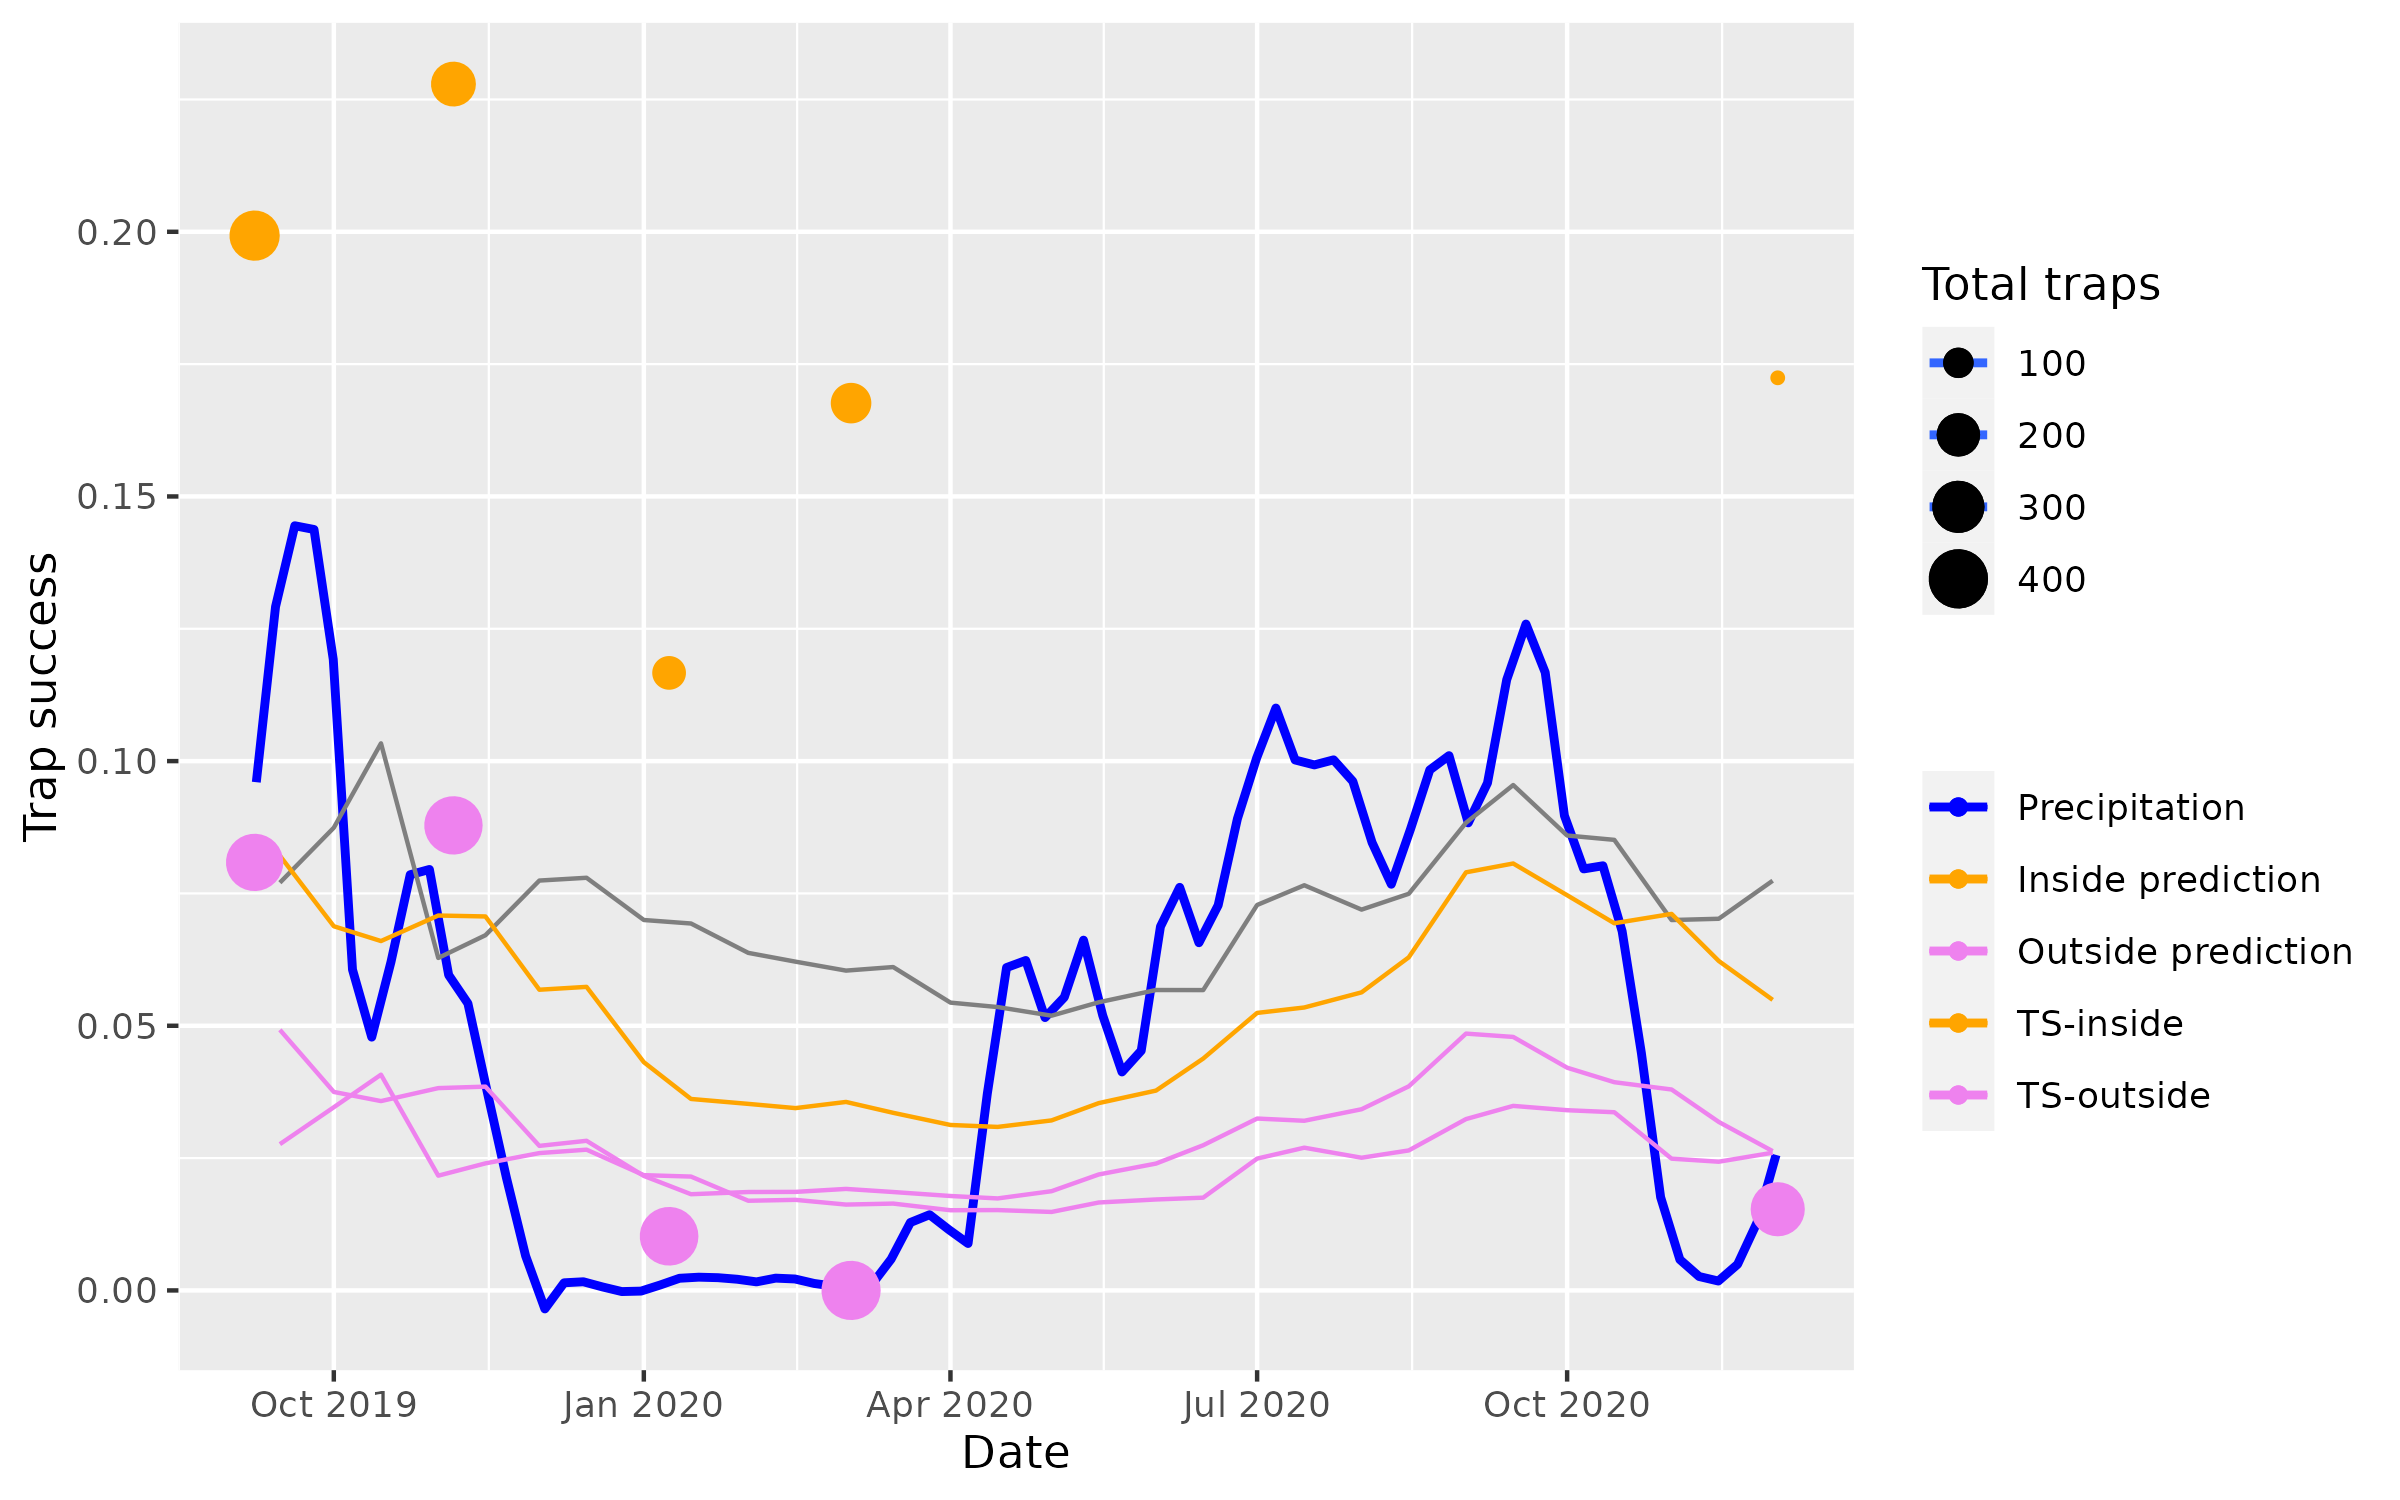 Trap success
0.20
0.15
0.10
0.05
0.00
Oct 2019
Jan 2020
Apr 2020
Jul 2020
Oct 2020
Date
Total traps
100
200
300
400
Precipitation
Inside prediction
Outside prediction
TS-inside
TS-outside